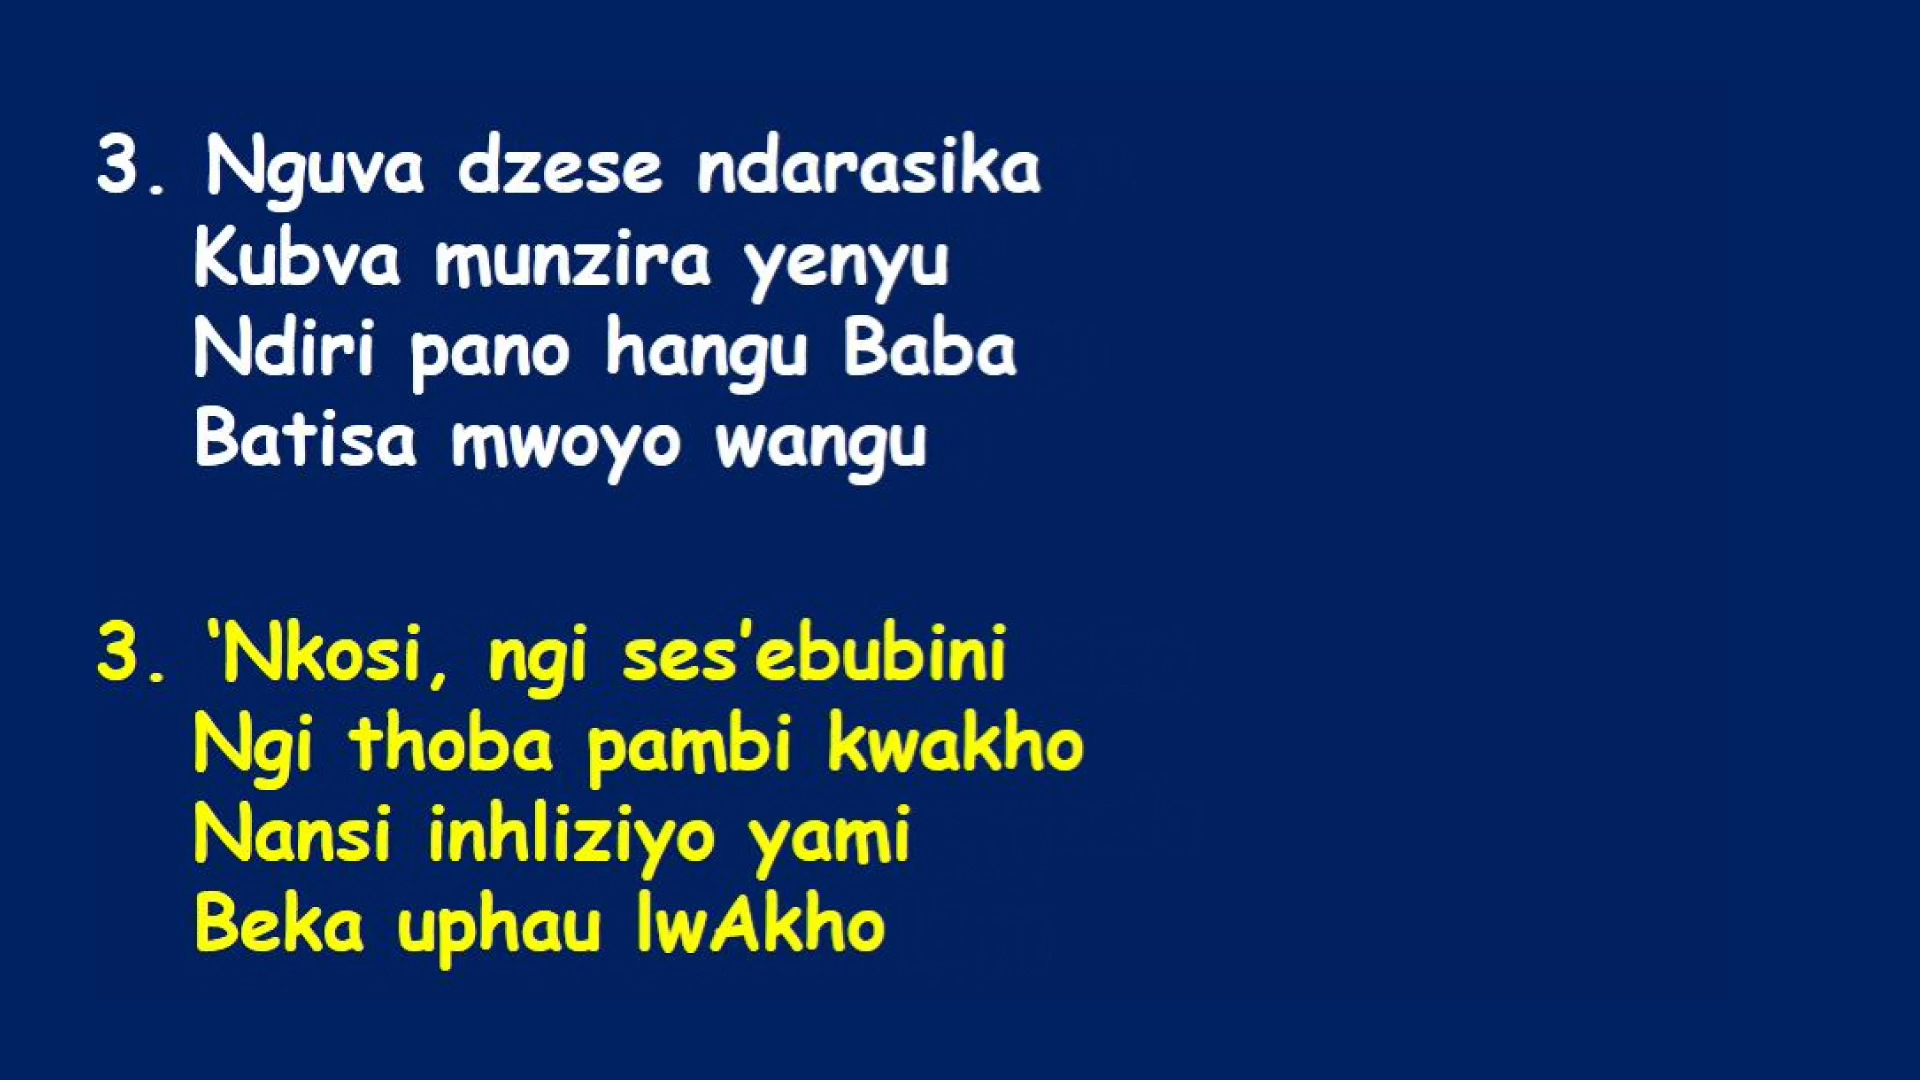 3. Nguva dzese ndarasika
Kubva munzira yenyu
Ndiri pano hangu Baba
Batisa mwoyo wangu
3. ‘Nkosi, ngi ses’ebubini
Ngi thoba pambi kwakho
Nansi inhliziyo yami
Beka uphau lwAkho